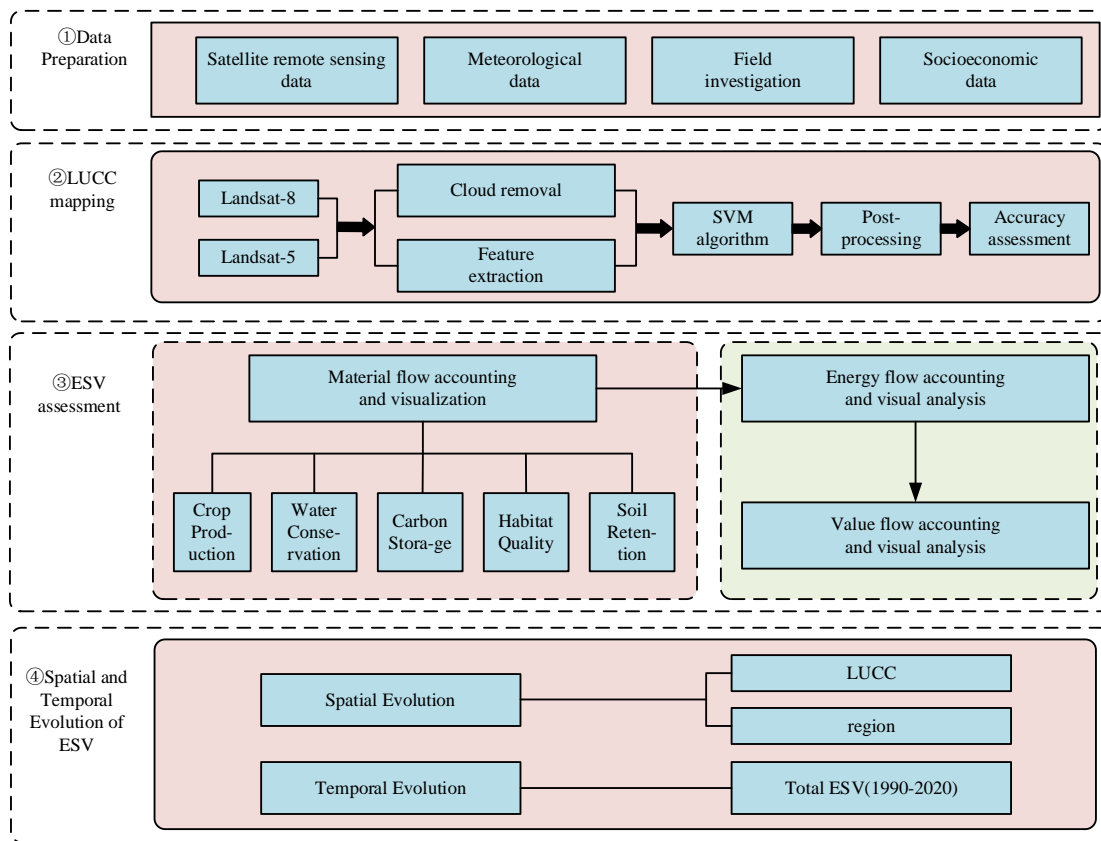 ①Data
Preparation
Satellite remote sensing
data
Meteorological
data
Field
investigation
Socioeconomic
data
②LUCC
mapping
Landsat-8
Landsat-5
Cloud removal
Feature
extraction
SVM
algorithm
Post-
processing
Accuracy
assessment
③ESV
assessment
Material flow accounting
and visualization
Crop
Prod-
uction
Water
Conse-
rvation
Carbon
Stora-ge
Habitat
Quality
Soil
Reten-
tion
Energy flow accounting
and visual analysis
Value flow accounting
and visual analysis
④Spatial and
Temporal
Evolution of
ESV
Spatial Evolution
LUCC
region
Temporal Evolution
Total ESV(1990-2020)